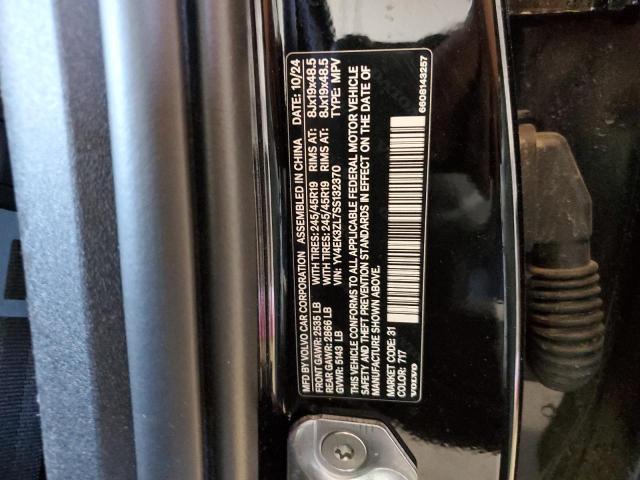 MFD BY VOLVO CAR CORPORATION ASSEMBLED IN CHINA DATE: 10/24
FRONT GAWR: 2535 LB WITH TIRES: 245/45R19 RIMS AT: 8Jx19x48.5
REAR GAWR: 2866 LB WITH TIRES: 245/45R19 RIMS AT: 8Jx19x48.5
GVWR: 5143 LB VIN: YV4EK3ZL7SS132370 TYPE: MPV
THIS VEHICLE CONFORMS TO ALL APPLICABLE FEDERAL MOTOR VEHICLE
SAFETY AND THEFT PREVENTION STANDARDS IN EFFECT ON THE DATE OF
MANUFACTURE SHOWN ABOVE.
MARKET CODE: 31
COLOR: 717
VOLVO 6608143257